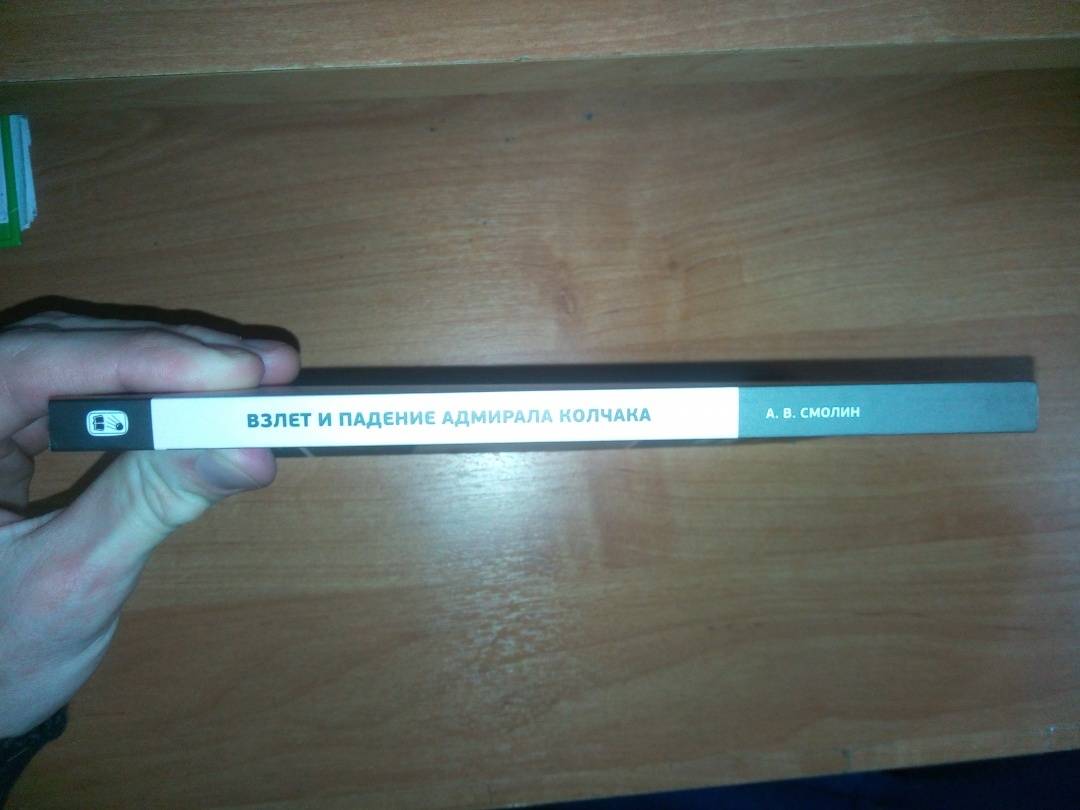 ВЗЛЕТ И ПАДЕНИЕ АДМИРАЛА КОЛЧАКА
А. В. СМОЛИН